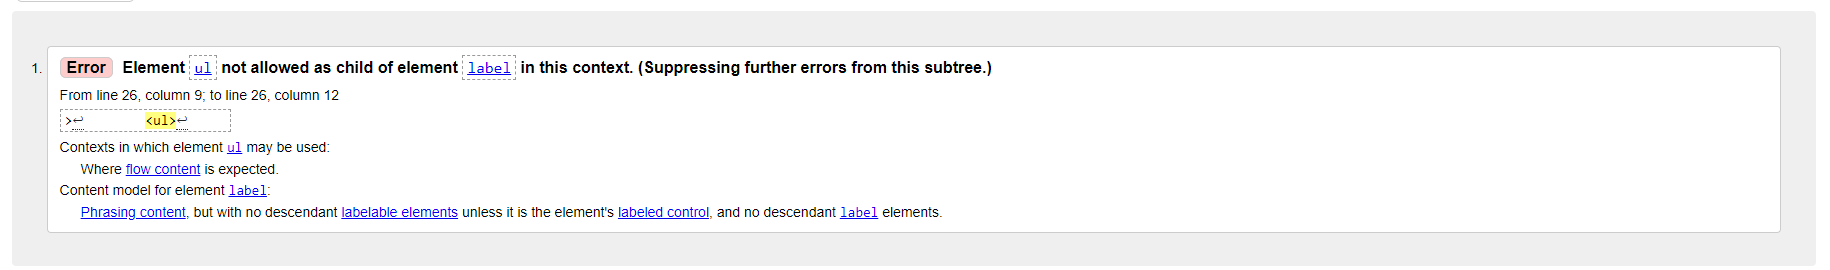 1. Error Element ul not allowed as child of element label in this context. (Suppressing further errors from this subtree.)
From line 26, column 9; to line 26, column 12
>↩ <ul>↩
Contexts in which element ul may be used:
Where flow content is expected.
Content model for element label:
Phrasing content, but with no descendant labelable elements unless it is the element's labeled control, and no descendant label elements.